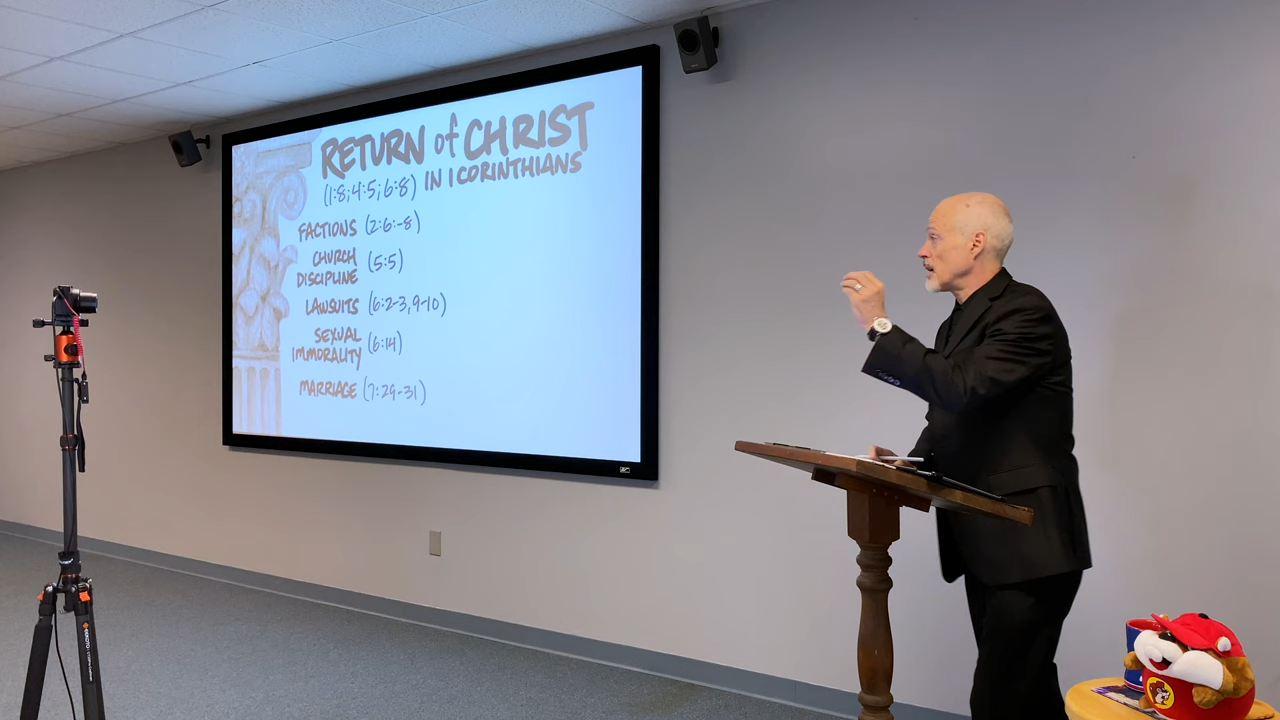 RETURN of CHRIST
(1:8; 4:5; 6:8) IN 1 CORINTHIANS
FACTIONS (2:6:-8)
CHURCH
DISCIPLINE (5:5)
LAWSUITS (6:2-3, 9-10)
SEXUAL
IMMORALITY (6:14)
MARRIAGE (7:29-31)